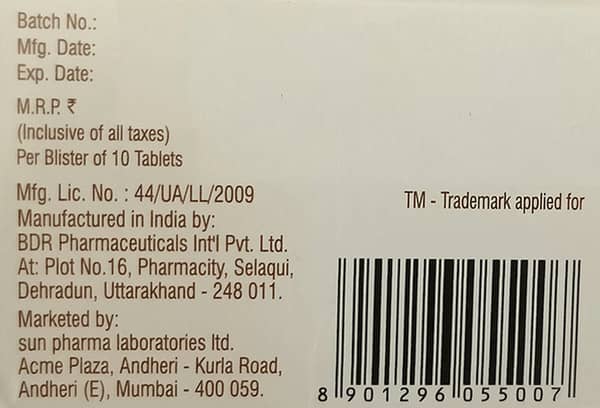 Batch No.:
Mfg. Date:
Exp. Date:
M.R.P. ₹
(Inclusive of all taxes)
Per Blister of 10 Tablets
Mfg. Lic. No. : 44/UA/LL/2009
Manufactured in India by:
BDR Pharmaceuticals Int'l Pvt. Ltd.
At: Plot No.16, Pharmacity, Selaqui,
Dehradun, Uttarakhand - 248 011.
Marketed by:
sun pharma laboratories ltd.
Acme Plaza, Andheri - Kurla Road,
Andheri (E), Mumbai - 400 059.
TM - Trademark applied for
8 901296 055007